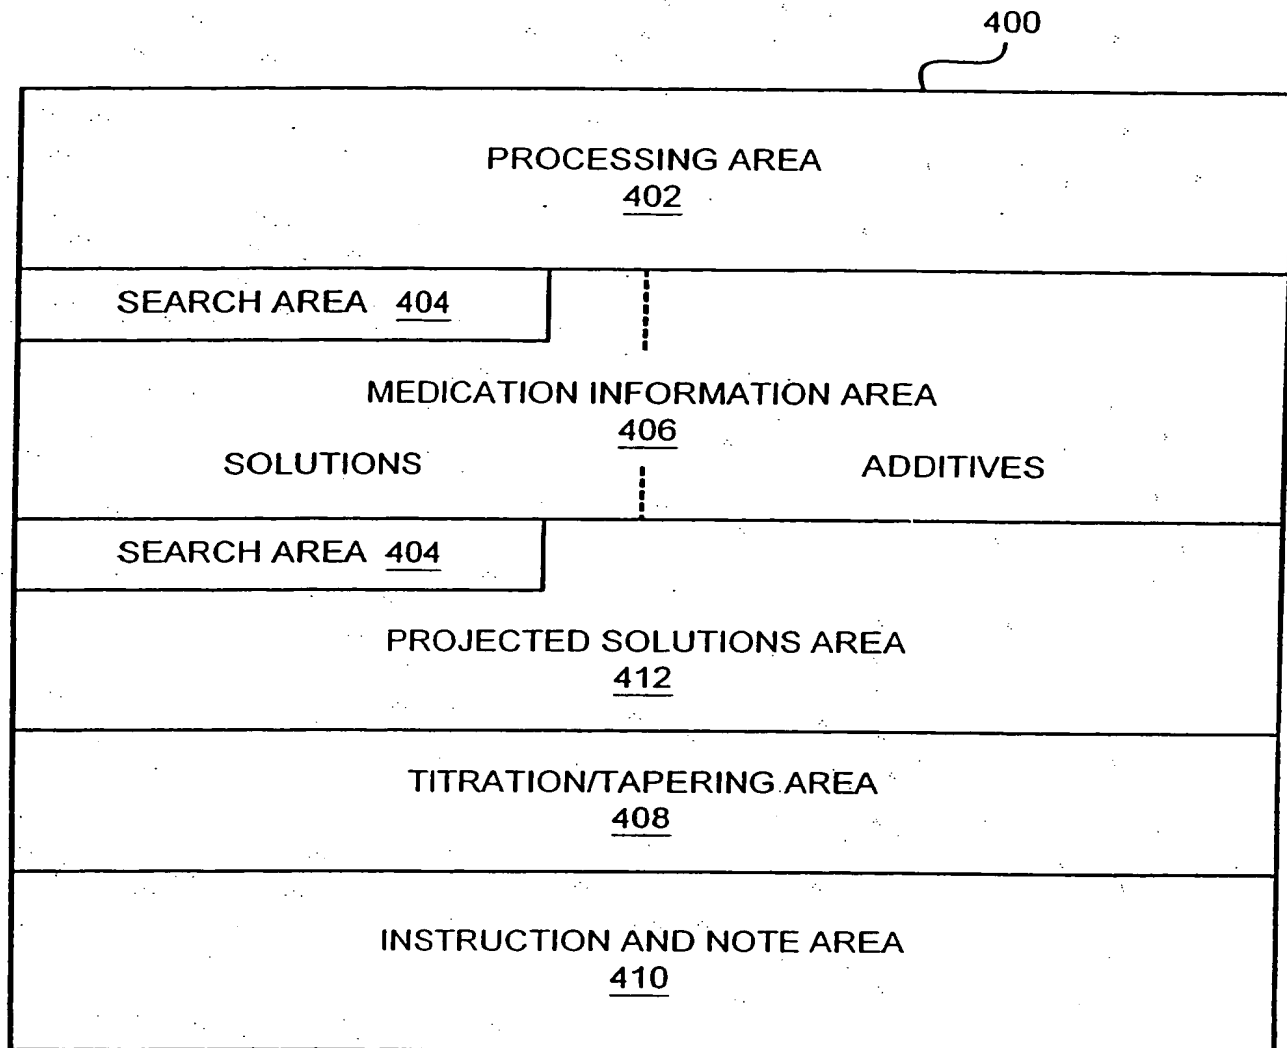 400
PROCESSING AREA
402
SEARCH AREA 404
MEDICATION INFORMATION AREA
406
SOLUTIONS ADDITIVES
SEARCH AREA 404
PROJECTED SOLUTIONS AREA
412
TITRATION/TAPERING AREA
408
INSTRUCTION AND NOTE AREA
410